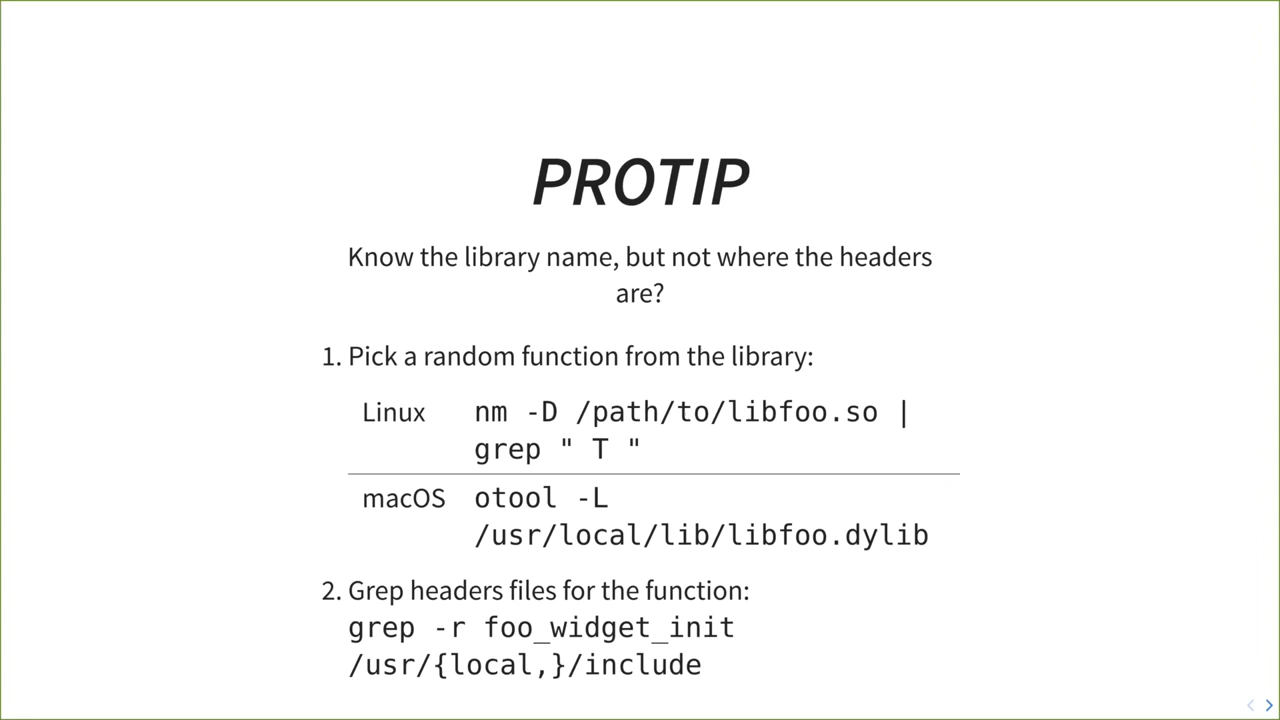 PROTIP
Know the library name, but not where the headers
are?
1. Pick a random function from the library:
Linux nm -D /path/to/libfoo.so |
grep " T "
macOS otool -L
/usr/local/lib/libfoo.dylib
2. Grep headers files for the function:
grep -r foo_widget_init
/usr/{local,}/include